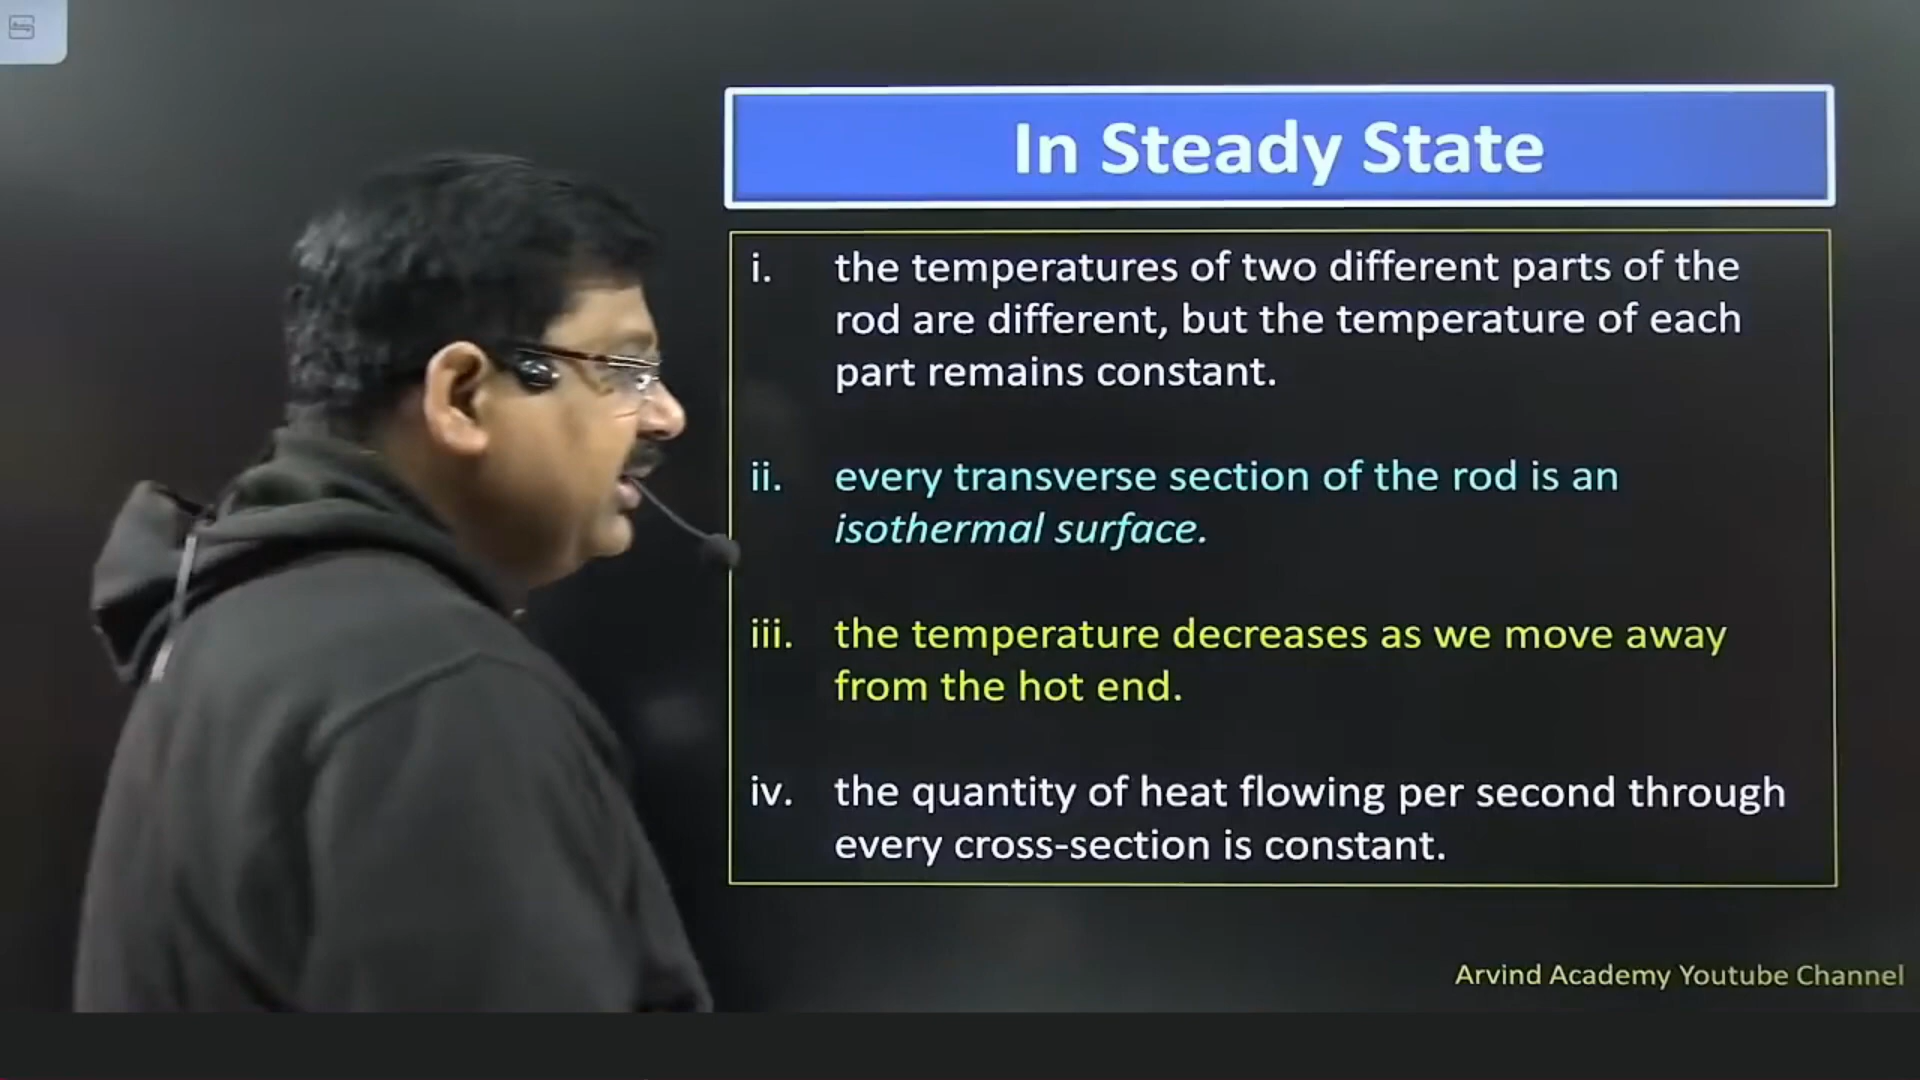 In Steady State
i. the temperatures of two different parts of the
rod are different, but the temperature of each
part remains constant.
ii. every transverse section of the rod is an
isothermal surface.
iii. the temperature decreases as we move away
from the hot end.
iv. the quantity of heat flowing per second through
every cross-section is constant.
Arvind Academy Youtube Channel